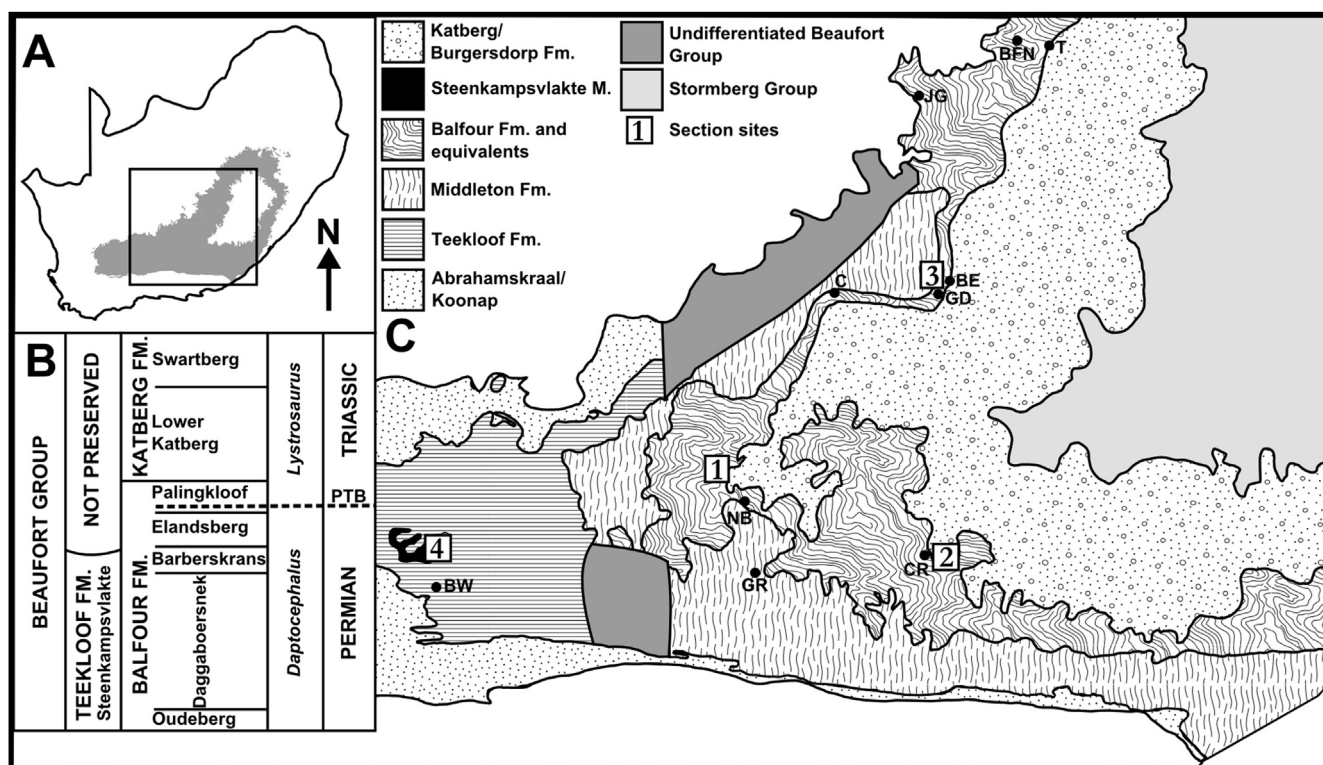 A
N
Katberg/
Burgersdorp Fm.
Steenkampsvlakte M.
Balfour Fm. and
equivalents
Middleton Fm.
Teekloof Fm.
Abrahamskraal/
Koonap
Undifferentiated Beaufort
Group
Stormberg Group
1 Section sites
B
BEAUFORT GROUP
NOT PRESERVED
TEEKLOOF FM.
Steenkampsvlakte
KATBERG FM.
BALFOUR FM.
Swartberg
Lower
Katberg
Palingkloof
Elandsberg
Barberskrans
Daggaboersnek
Oudeberg
Lystrosaurus
Daptocephalus
TRIASSIC
PTB
PERMIAN
C
BFN
T
JG
C
3
BE
GD
1
NB
GR
CR
2
4
BW